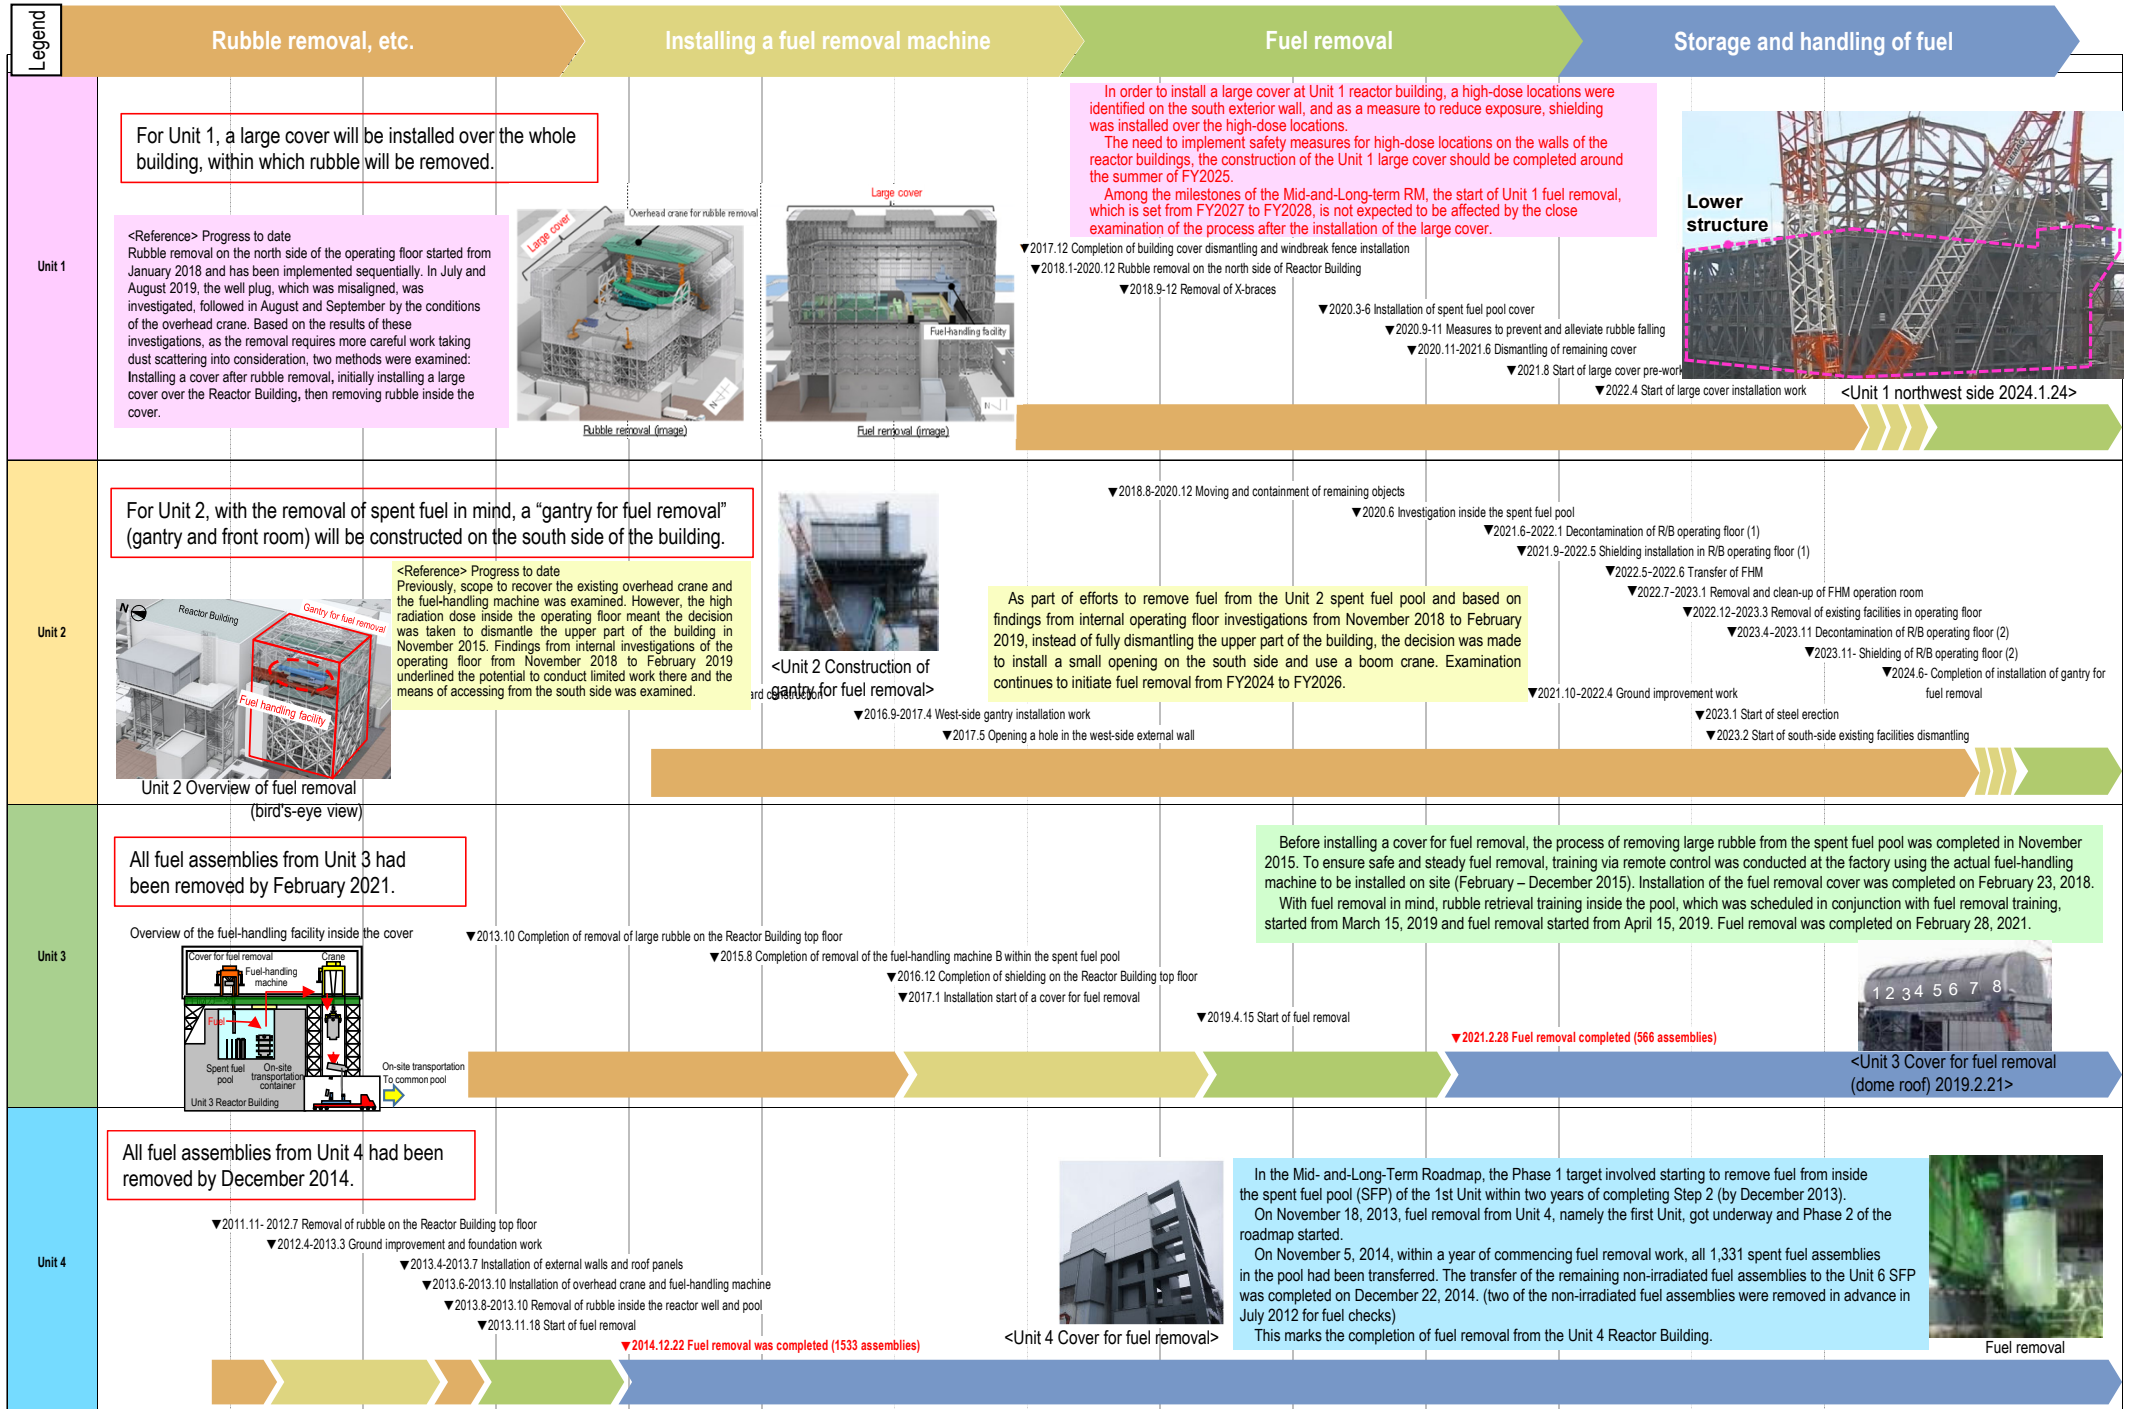 Legend
Rubble removal, etc.
Installing a fuel removal machine
Fuel removal
Storage and handling of fuel
Unit 1
For Unit 1, a large cover will be installed over the whole
building, within which rubble will be removed.
<Reference> Progress to date
Rubble removal on the north side of the operating floor started from
January 2018 and has been implemented sequentially. In July and
August 2019, the well plug, which was misaligned, was
investigated, followed in August and September by the conditions
of the overhead crane. Based on the results of these
investigations, as the removal requires more careful work taking
dust scattering into consideration, two methods were examined:
Installing a cover after rubble removal, initially installing a large
cover over the Reactor Building, then removing rubble inside the
cover.
Large cover
Overhead crane for rubble removal
N
Rubble removal (image)
Large cover
Fuel-handling facility
N
Fuel removal (image)
In order to install a large cover at Unit 1 reactor building, a high-dose locations were
identified on the south exterior wall, and as a measure to reduce exposure, shielding
was installed over the high-dose locations.
The need to implement safety measures for high-dose locations on the walls of the
reactor buildings, the construction of the Unit 1 large cover should be completed around
the summer of FY2025.
Among the milestones of the Mid-and-Long-term RM, the start of Unit 1 fuel removal,
which is set from FY2027 to FY2028, is not expected to be affected by the close
examination of the process after the installation of the large cover.
▼2017.12 Completion of building cover dismantling and windbreak fence installation
▼2018.1-2020.12 Rubble removal on the north side of Reactor Building
▼2018.9-12 Removal of X-braces
▼2020.3-6 Installation of spent fuel pool cover
▼2020.9-11 Measures to prevent and alleviate rubble falling
▼2020.11-2021.6 Dismantling of remaining cover
▼2021.8 Start of large cover pre-work
▼2022.4 Start of large cover installation work
Lower
structure
<Unit 1 northwest side 2024.1.24>
Unit 2
For Unit 2, with the removal of spent fuel in mind, a “gantry for fuel removal”
(gantry and front room) will be constructed on the south side of the building.
<Reference> Progress to date
Previously, scope to recover the existing overhead crane and
the fuel-handling machine was examined. However, the high
radiation dose inside the operating floor meant the decision
was taken to dismantle the upper part of the building in
November 2015. Findings from internal investigations of the
operating floor from November 2018 to February 2019
underlined the potential to conduct limited work there and the
means of accessing from the south side was examined.
N
Reactor Building
Gantry for fuel removal
Fuel handling facility
Unit 2 Overview of fuel removal
(bird's-eye view)
<Unit 2 Construction of
gantry for fuel removal>
ard construction
As part of efforts to remove fuel from the Unit 2 spent fuel pool and based on
findings from internal operating floor investigations from November 2018 to February
2019, instead of fully dismantling the upper part of the building, the decision was made
to install a small opening on the south side and use a boom crane. Examination
continues to initiate fuel removal from FY2024 to FY2026.
▼2018.8-2020.12 Moving and containment of remaining objects
▼2020.6 Investigation inside the spent fuel pool
▼2021.6-2022.1 Decontamination of R/B operating floor (1)
▼2021.9-2022.5 Shielding installation in R/B operating floor (1)
▼2022.5-2022.6 Transfer of FHM
▼2022.7-2023.1 Removal and clean-up of FHM operation room
▼2022.12-2023.3 Removal of existing facilities in operating floor
▼2023.4-2023.11 Decontamination of R/B operating floor (2)
▼2023.11- Shielding of R/B operating floor (2)
▼2024.6- Completion of installation of gantry for
fuel removal
▼2021.10-2022.4 Ground improvement work
▼2016.9-2017.4 West-side gantry installation work
▼2023.1 Start of steel erection
▼2017.5 Opening a hole in the west-side external wall
▼2023.2 Start of south-side existing facilities dismantling
Unit 3
All fuel assemblies from Unit 3 had
been removed by February 2021.
Overview of the fuel-handling facility inside the cover
Cover for fuel removal
Crane
Fuel-handling
machine
Fuel
Spent fuel
pool
On-site
transportation
container
Unit 3 Reactor Building
On-site transportation
To common pool
Before installing a cover for fuel removal, the process of removing large rubble from the spent fuel pool was completed in November
2015. To ensure safe and steady fuel removal, training via remote control was conducted at the factory using the actual fuel-handling
machine to be installed on site (February – December 2015). Installation of the fuel removal cover was completed on February 23, 2018.
With fuel removal in mind, rubble retrieval training inside the pool, which was scheduled in conjunction with fuel removal training,
started from March 15, 2019 and fuel removal started from April 15, 2019. Fuel removal was completed on February 28, 2021.
▼2013.10 Completion of removal of large rubble on the Reactor Building top floor
▼2015.8 Completion of removal of the fuel-handling machine B within the spent fuel pool
▼2016.12 Completion of shielding on the Reactor Building top floor
▼2017.1 Installation start of a cover for fuel removal
▼2019.4.15 Start of fuel removal
▼2021.2.28 Fuel removal completed (566 assemblies)
1 2 3 4 5 6 7 8
<Unit 3 Cover for fuel removal
(dome roof) 2019.2.21>
Unit 4
All fuel assemblies from Unit 4 had been
removed by December 2014.
▼2011.11- 2012.7 Removal of rubble on the Reactor Building top floor
▼2012.4-2013.3 Ground improvement and foundation work
▼2013.4-2013.7 Installation of external walls and roof panels
▼2013.6-2013.10 Installation of overhead crane and fuel-handling machine
▼2013.8-2013.10 Removal of rubble inside the reactor well and pool
▼2013.11.18 Start of fuel removal
▼2014.12.22 Fuel removal was completed (1533 assemblies)
<Unit 4 Cover for fuel removal>
In the Mid- and-Long-Term Roadmap, the Phase 1 target involved starting to remove fuel from inside
the spent fuel pool (SFP) of the 1st Unit within two years of completing Step 2 (by December 2013).
On November 18, 2013, fuel removal from Unit 4, namely the first Unit, got underway and Phase 2 of the
roadmap started.
On November 5, 2014, within a year of commencing fuel removal work, all 1,331 spent fuel assemblies
in the pool had been transferred. The transfer of the remaining non-irradiated fuel assemblies to the Unit 6 SFP
was completed on December 22, 2014. (two of the non-irradiated fuel assemblies were removed in advance in
July 2012 for fuel checks)
This marks the completion of fuel removal from the Unit 4 Reactor Building.
Fuel removal